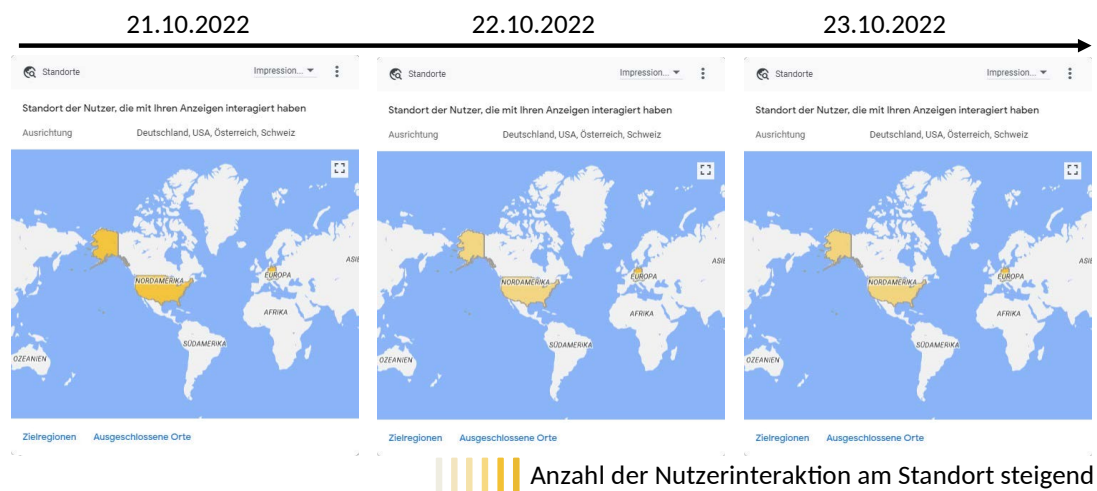 21.10.2022
22.10.2022
23.10.2022
Standorte
Impression...
Standort der Nutzer, die mit Ihren Anzeigen interagiert haben
Ausrichtung
Deutschland, USA, Österreich, Schweiz
NORDAMERIKA
EUROPA
ASIE
AFRIKA
SÜDAMERIKA
OZEANIEN
Zielregionen
Ausgeschlossene Orte
Standorte
Impression...
Standort der Nutzer, die mit Ihren Anzeigen interagiert haben
Ausrichtung
Deutschland, USA, Österreich, Schweiz
NORDAMERIKA
EUROPA
ASIE
AFRIKA
SÜDAMERIKA
OZEANIEN
Zielregionen
Ausgeschlossene Orte
Standorte
Impression...
Standort der Nutzer, die mit Ihren Anzeigen interagiert haben
Ausrichtung
Deutschland, USA, Österreich, Schweiz
NORDAMERIKA
EUROPA
ASI
AFRIKA
SÜDAMERIKA
OZEANIEN
Zielregionen
Ausgeschlossene Orte
Anzahl der Nutzerinteraktion am Standort steigend